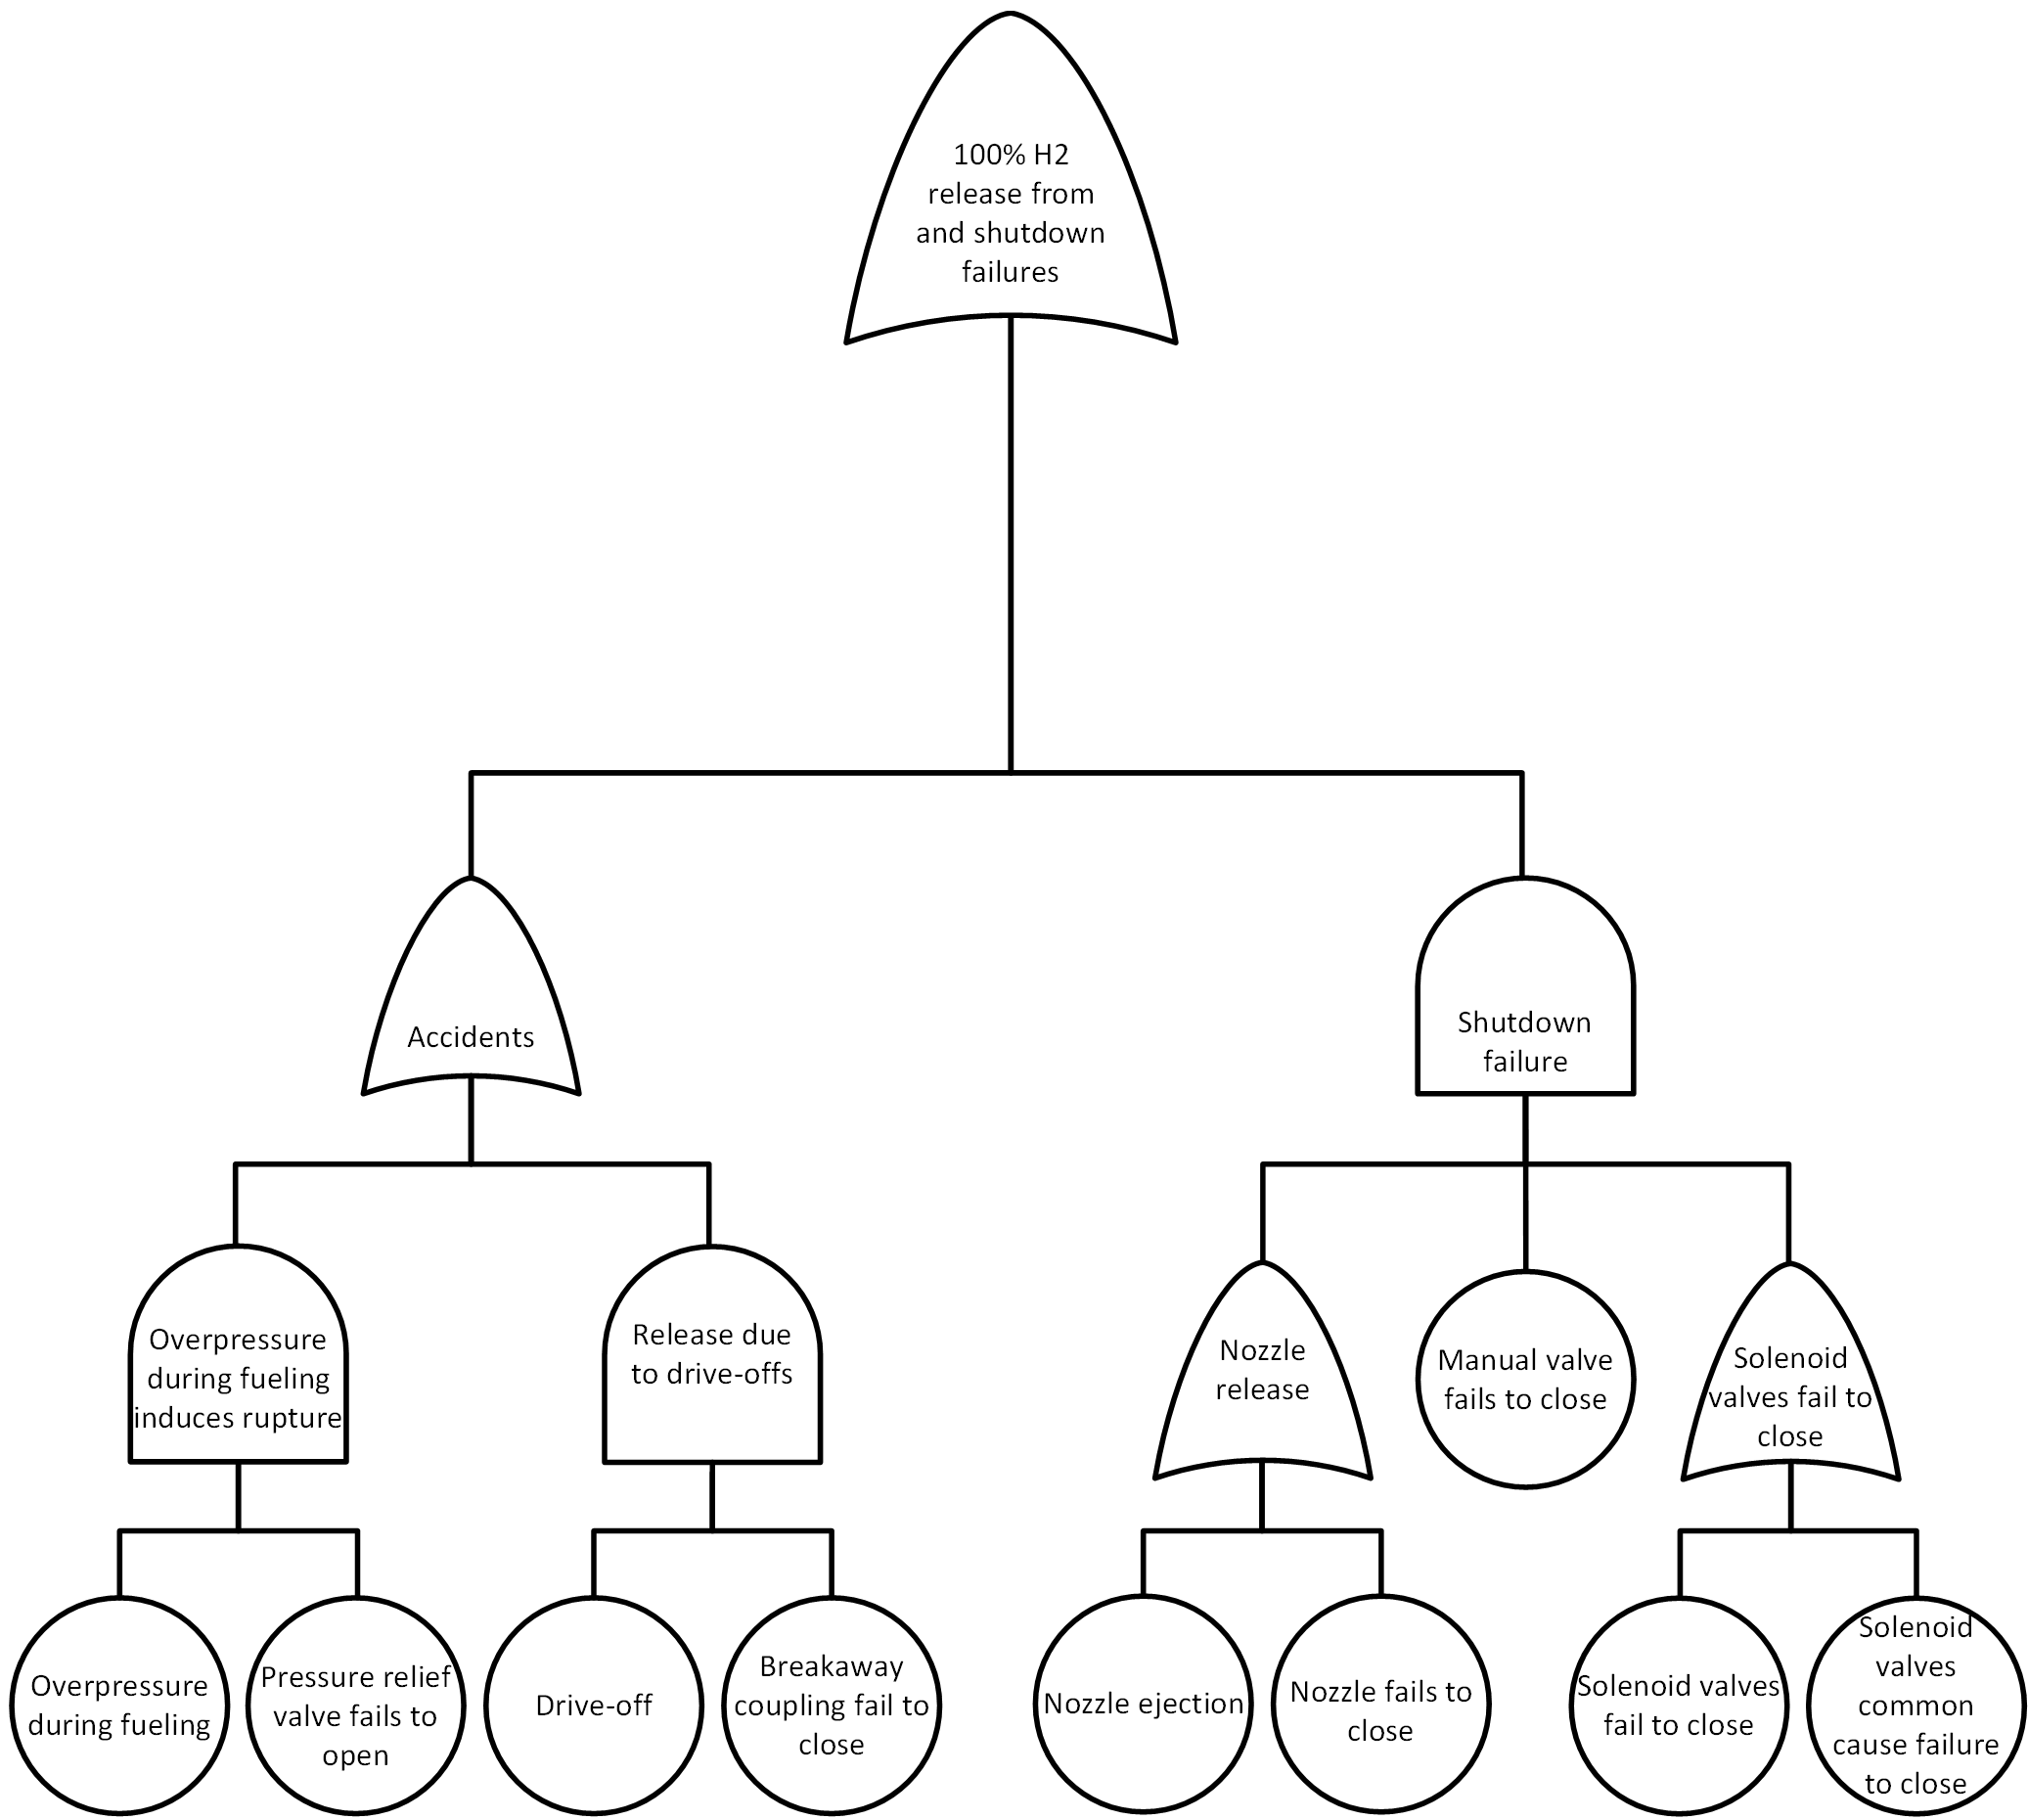 100% H2
release from
and shutdown
failures
Accidents
Shutdown
failure
Overpressure
during fueling
induces rupture
Release due
to drive-offs
Nozzle
release
Manual valve
fails to close
Solenoid
valves fail to
close
Overpressure
during fueling
Pressure relief
valve fails to
open
Drive-off
Breakaway
coupling fail to
close
Nozzle ejection
Nozzle fails to
close
Solenoid valves
fail to close
Solenoid
valves
common
cause failure
to close